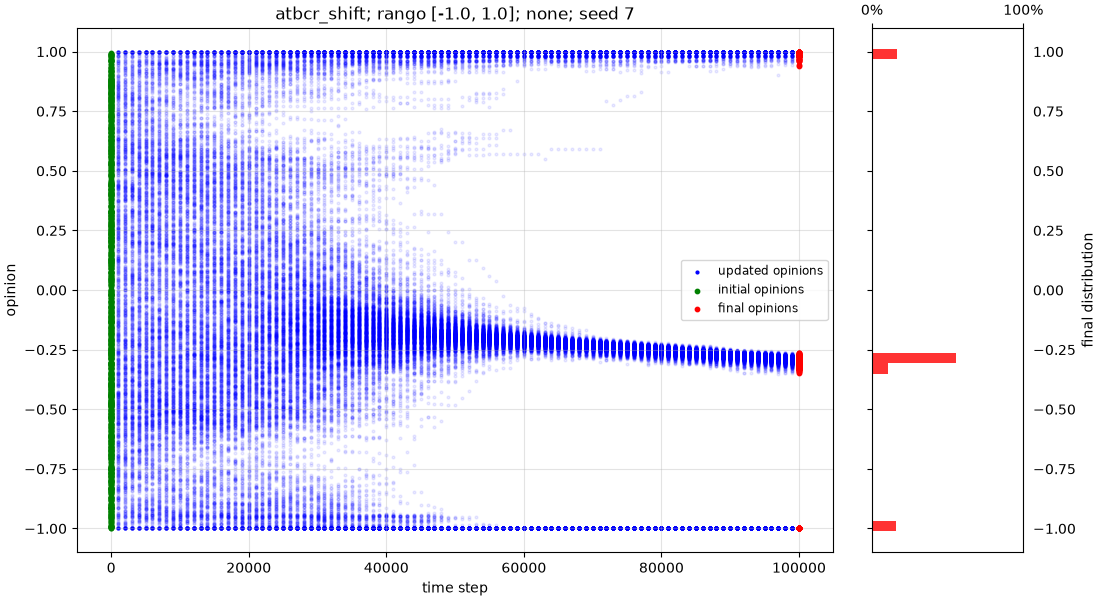 atbcr_shift; rango [-1.0, 1.0]; none; seed 7
0% 100%
1.00 1.00
0.75 0.75
0.50 0.50
0.25 0.25
0.00 0.00
−0.25 −0.25
−0.50 −0.50
−0.75 −0.75
−1.00 −1.00
opinion
updated opinions
initial opinions
final opinions
final distribution
0 20000 40000 60000 80000 100000
time step